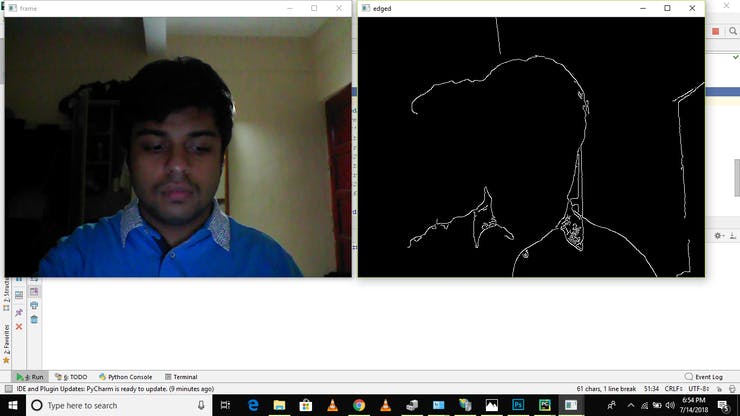 frame
edged
Z: Structure
2: Favorites
4: Run
6: TODO
Python Console
Terminal
Event Log
IDE and Plugin Updates: PyCharm is ready to update. (9 minutes ago)
61 chars, 1 line break
51:34
CRLF÷
UTF-8÷
Type here to search
6:54 PM
7/14/2018